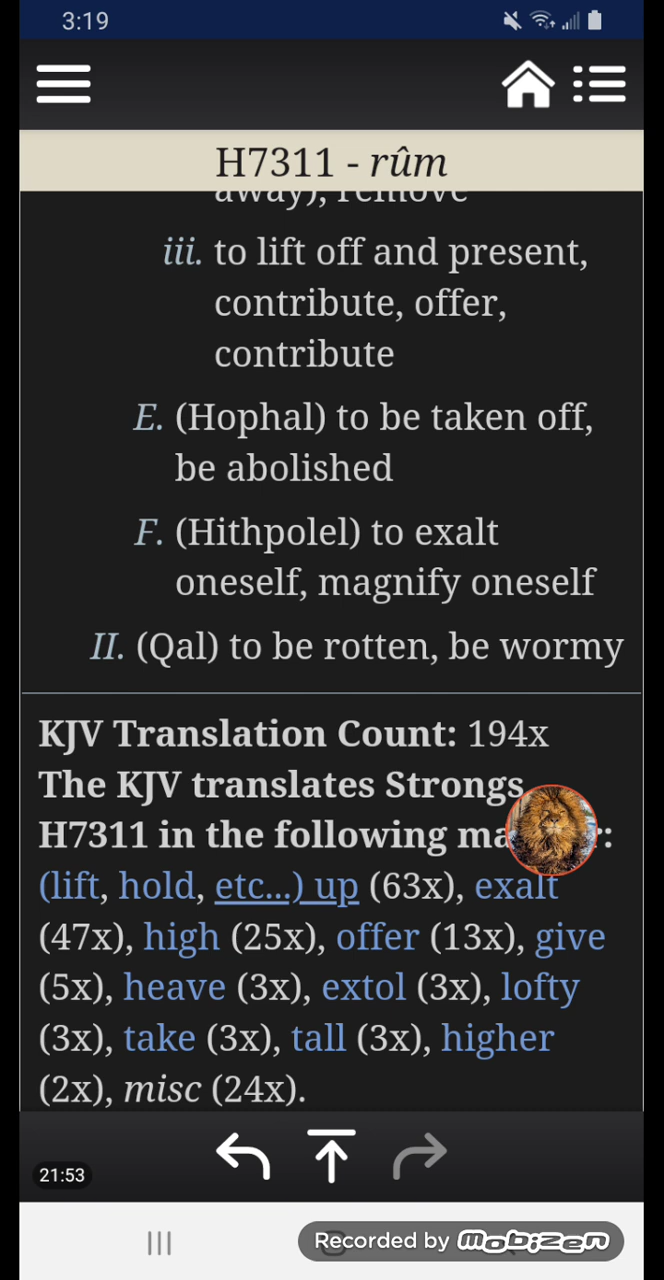 3:19
H7311 - rûm
away), remove
iii. to lift off and present,
contribute, offer,
contribute
E. (Hophal) to be taken off,
be abolished
F. (Hithpolel) to exalt
oneself, magnify oneself
II. (Qal) to be rotten, be wormy
KJV Translation Count: 194x
The KJV translates Strongs
H7311 in the following ma r:
(lift, hold, etc...) up (63x), exalt
(47x), high (25x), offer (13x), give
(5x), heave (3x), extol (3x), lofty
(3x), take (3x), tall (3x), higher
(2x), misc (24x).
21:53
Recorded by mobizen